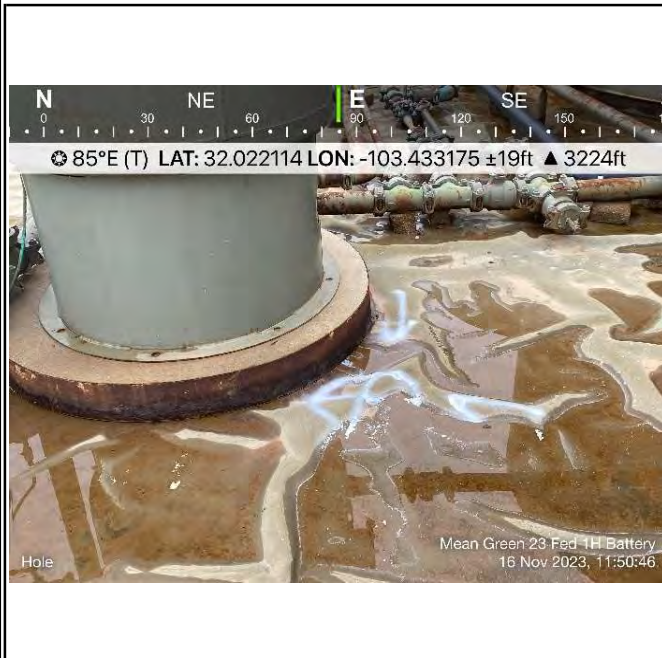 N NE E SE
0 30 60 90 120 150
85°E (T) LAT: 32.022114 LON: -103.433175 ±19ft ▲ 3224ft
Hole
Mean Green 23 Fed 1H Battery
16 Nov 2023, 11:50:46